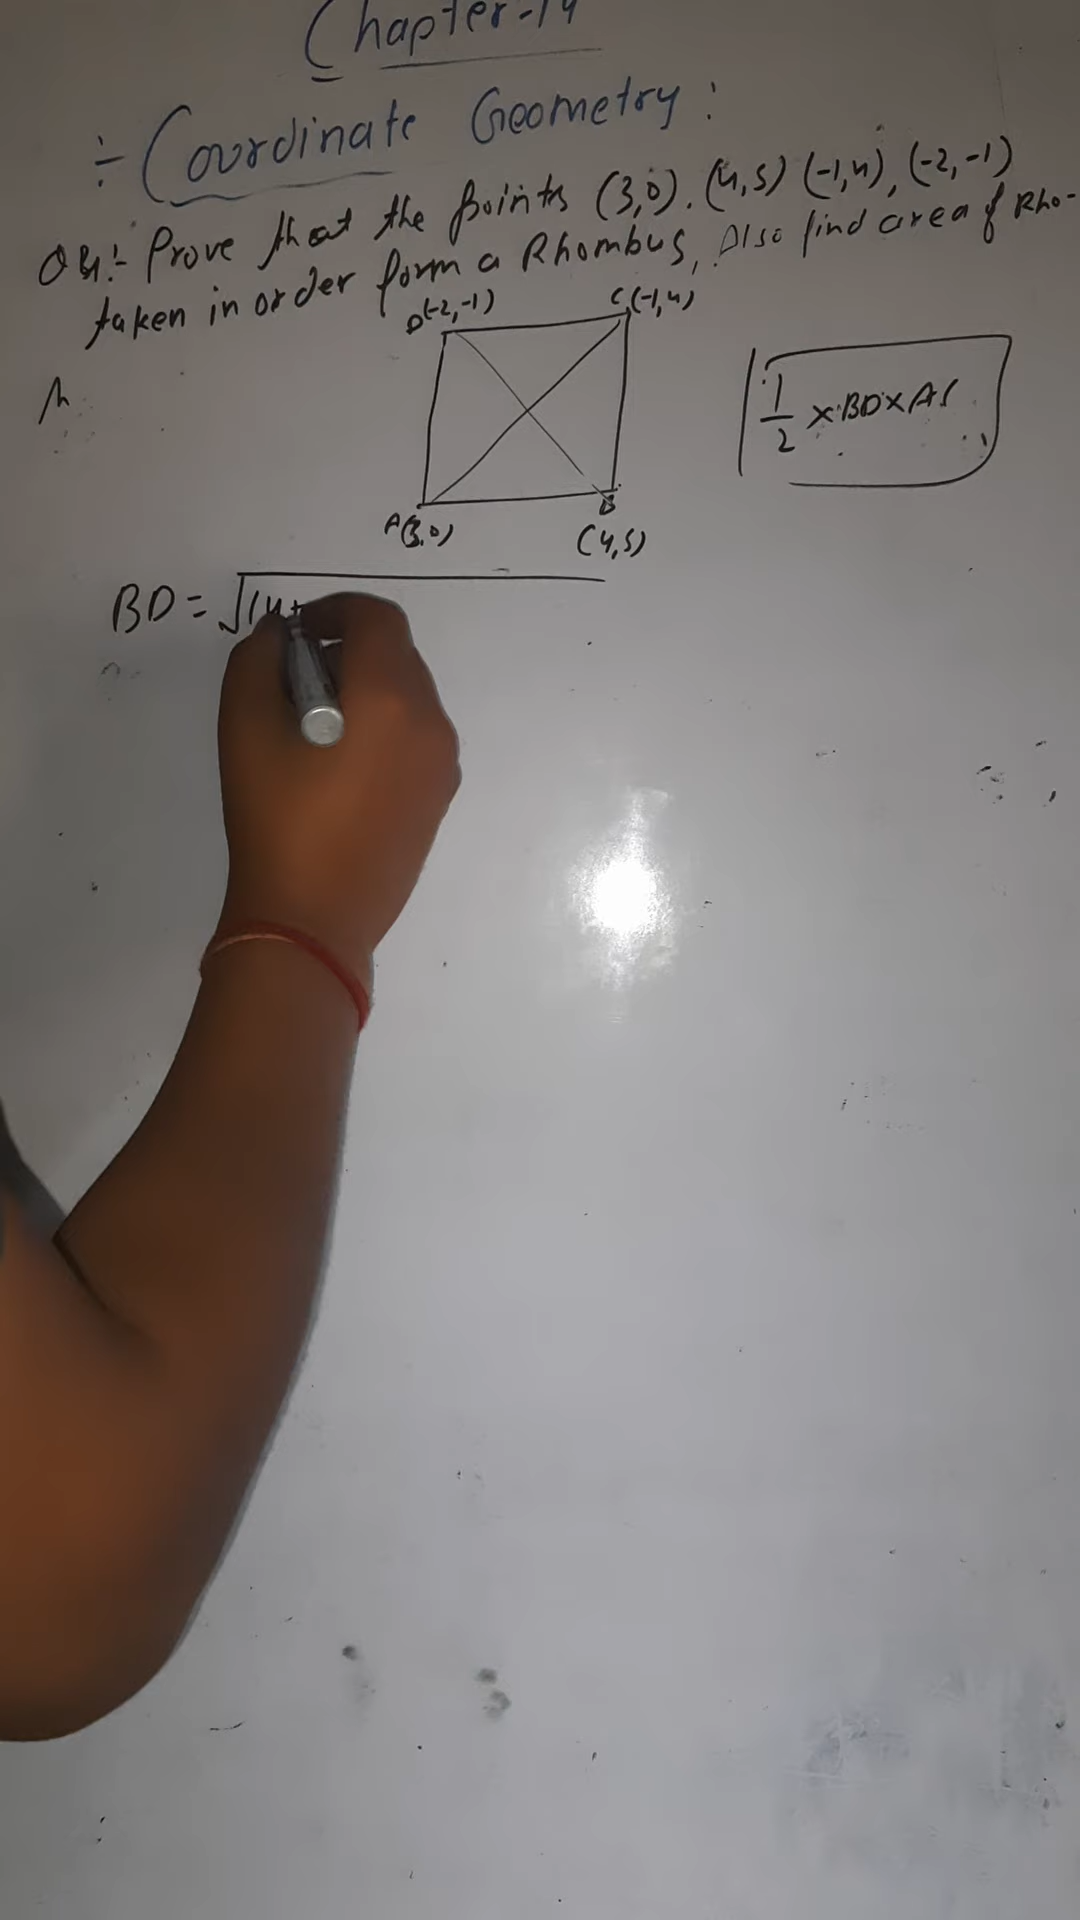 Chapter-14
÷ Coordinate Geometry:
Prove that the points (3,0). (4,5) (-1,4), (-2,-1)
taken in order form a Rhombus, Also find area of Rho-
D(-2,-1)
C(-1,4)
1/2 × BD × AC
A(3,0)
B
(4,5)
BD = √(4+